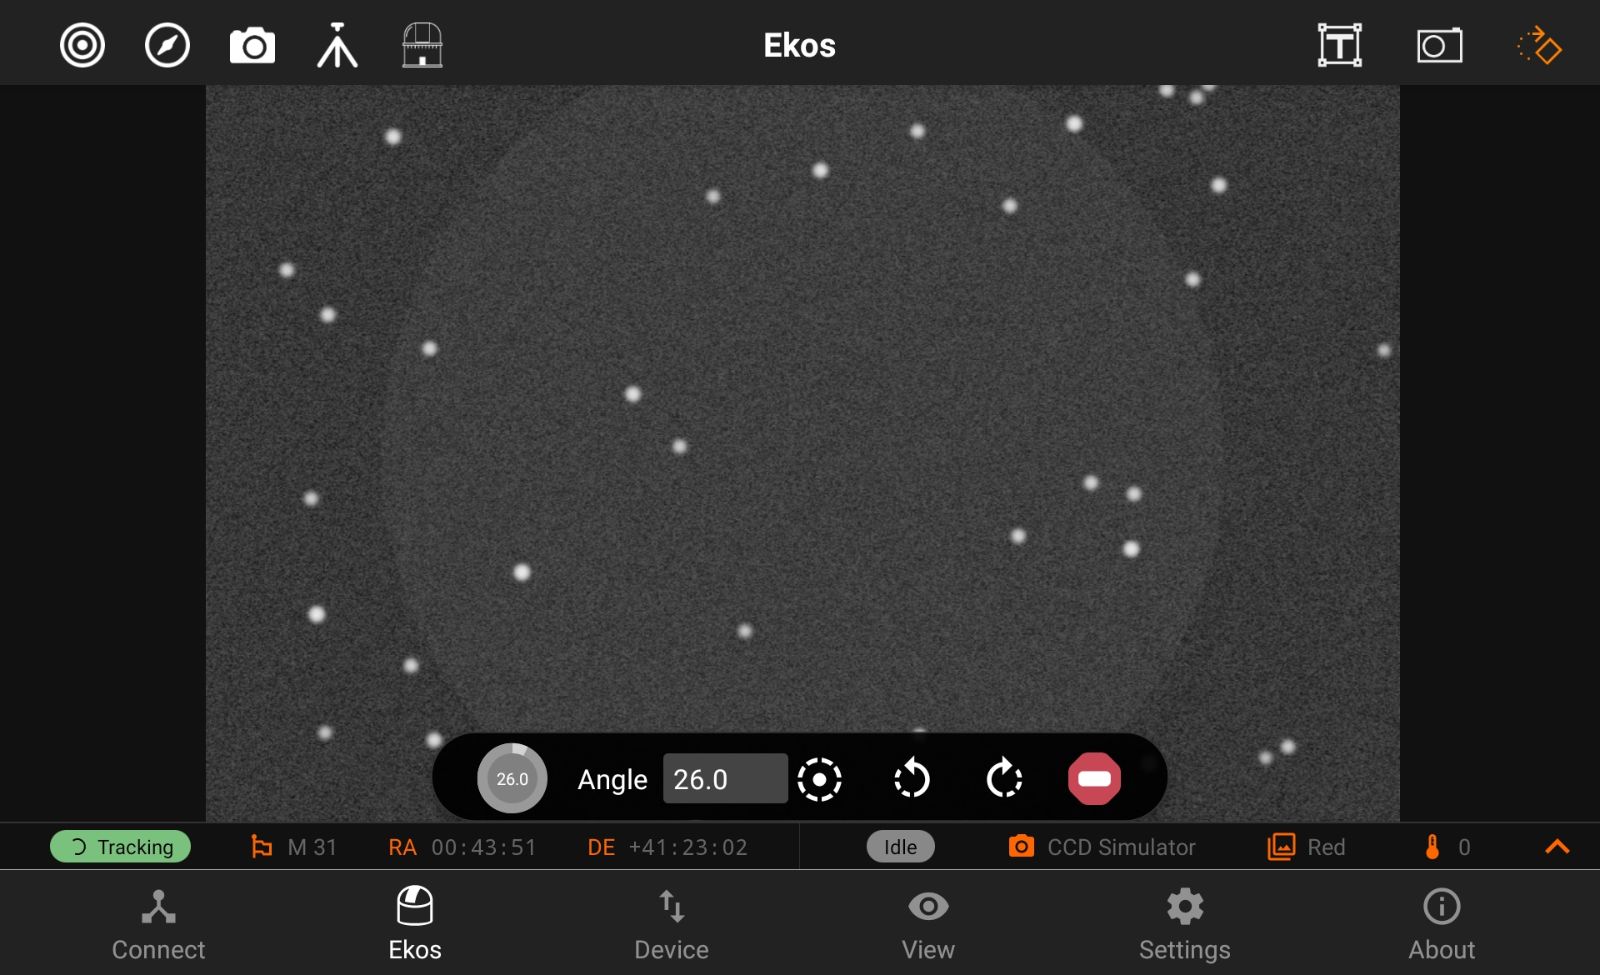 Ekos
T
26.0 Angle 26.0
Tracking M 31 RA 00:43:51 DE +41:23:02 Idle CCD Simulator Red 0
Connect Ekos Device View Settings About